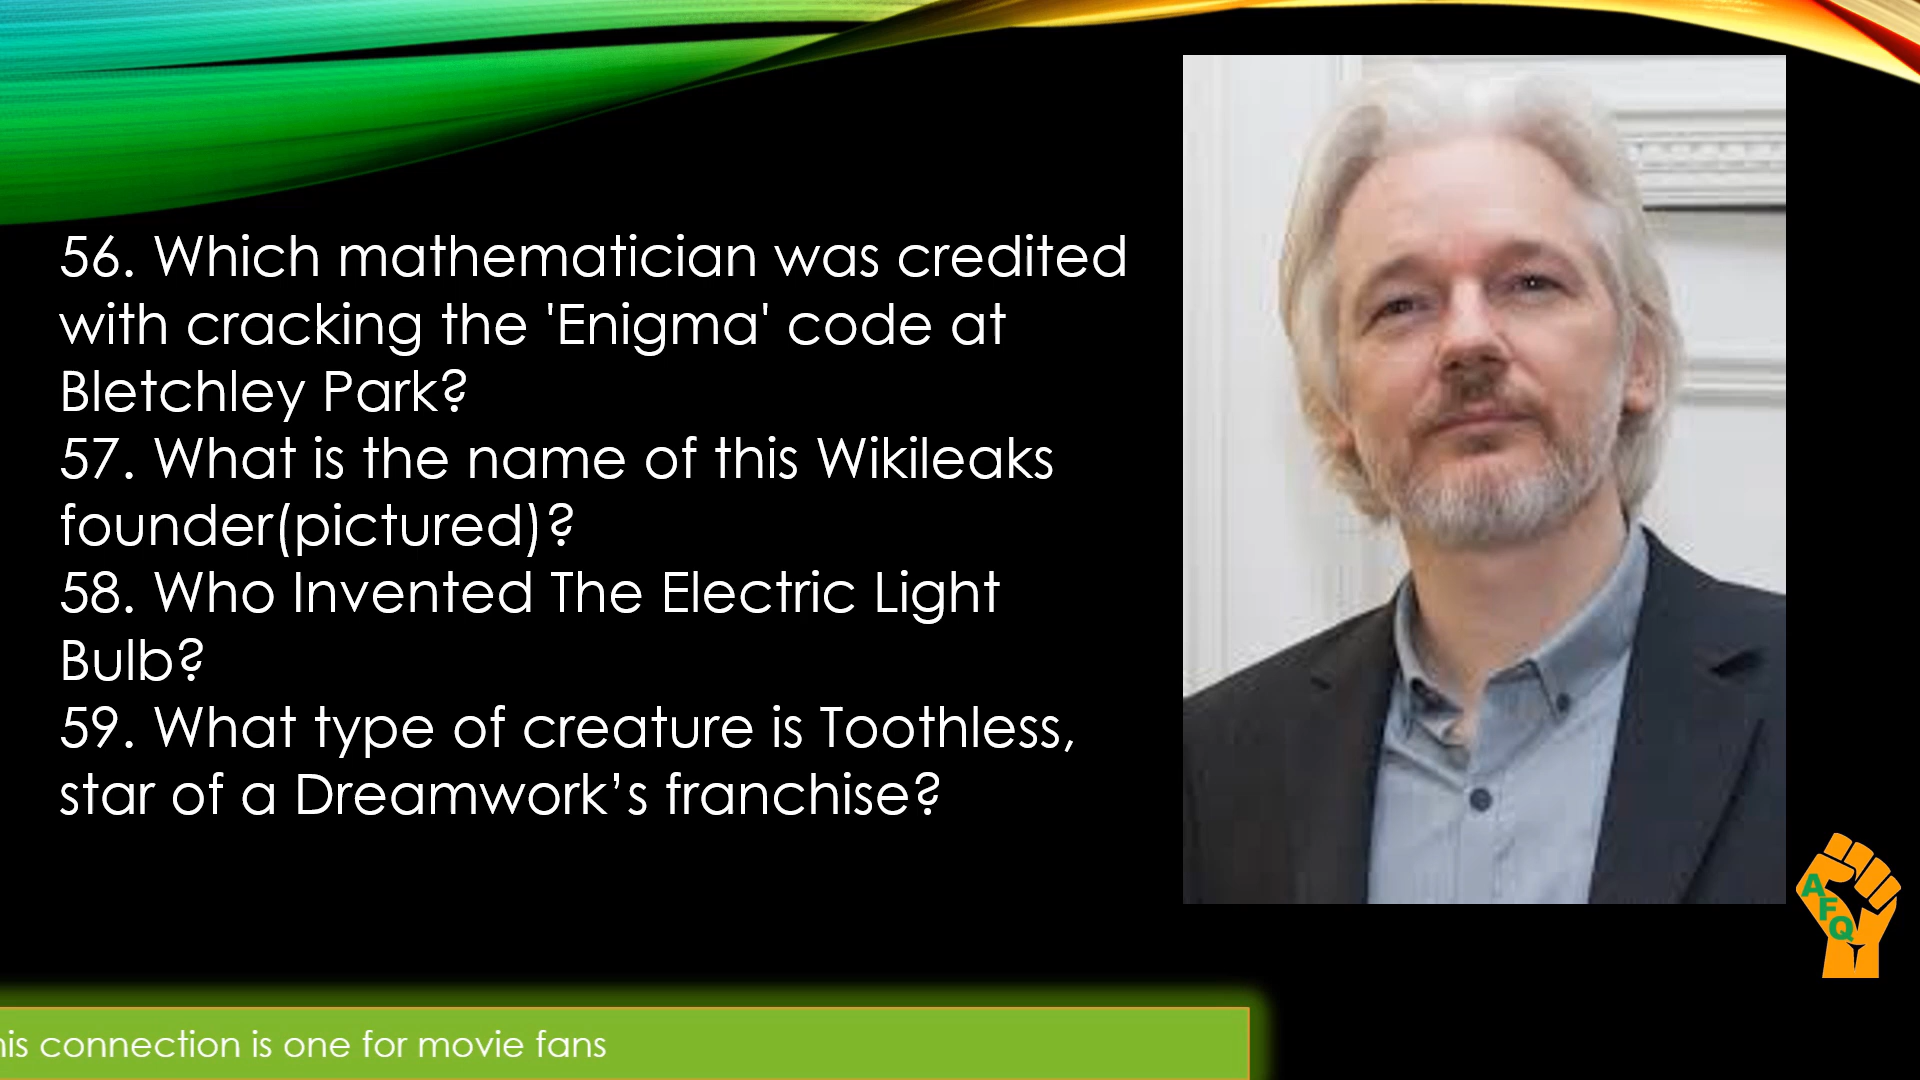 56. Which mathematician was credited
with cracking the 'Enigma' code at
Bletchley Park?
57. What is the name of this Wikileaks
founder(pictured)?
58. Who Invented The Electric Light
Bulb?
59. What type of creature is Toothless,
star of a Dreamwork’s franchise?
A
F
Q
his connection is one for movie fans